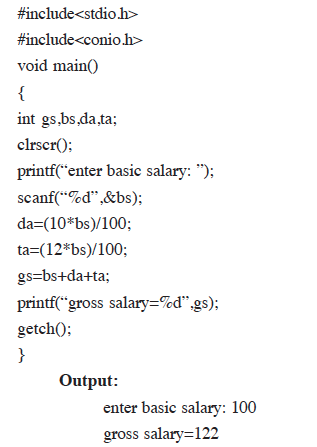 #include<stdio.h>
#include<conio.h>
void main()
{
int gs,bs,da,ta;
clrscr();
printf(“enter basic salary: ”);
scanf(“%d”,&bs);
da=(10*bs)/100;
ta=(12*bs)/100;
gs=bs+da+ta;
printf(“gross salary=%d”,gs);
getch();
}
Output:
enter basic salary: 100
gross salary=122